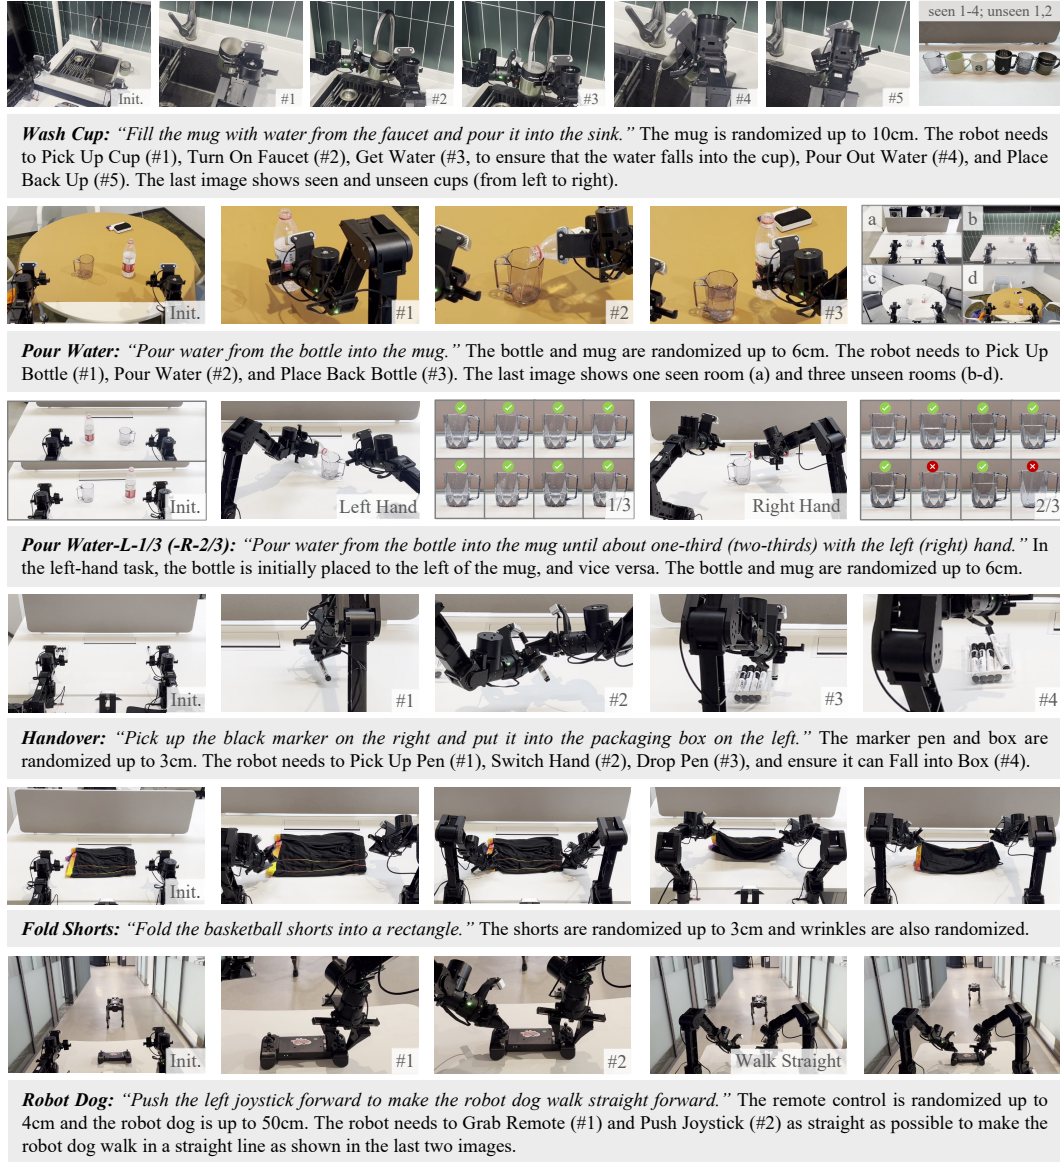 Init.
#1
#2
#3
#4
#5
seen 1-4; unseen 1,2
Wash Cup: “Fill the mug with water from the faucet and pour it into the sink.” The mug is randomized up to 10cm. The robot needs
to Pick Up Cup (#1), Turn On Faucet (#2), Get Water (#3, to ensure that the water falls into the cup), Pour Out Water (#4), and Place
Back Up (#5). The last image shows seen and unseen cups (from left to right).
Init.
#1
#2
#3
a
b
c
d
Pour Water: “Pour water from the bottle into the mug.” The bottle and mug are randomized up to 6cm. The robot needs to Pick Up
Bottle (#1), Pour Water (#2), and Place Back Bottle (#3). The last image shows one seen room (a) and three unseen rooms (b-d).
Init.
Left Hand
1/3
Right Hand
2/3
Pour Water-L-1/3 (-R-2/3): “Pour water from the bottle into the mug until about one-third (two-thirds) with the left (right) hand.” In
the left-hand task, the bottle is initially placed to the left of the mug, and vice versa. The bottle and mug are randomized up to 6cm.
Init.
#1
#2
#3
#4
Handover: “Pick up the black marker on the right and put it into the packaging box on the left.” The marker pen and box are
randomized up to 3cm. The robot needs to Pick Up Pen (#1), Switch Hand (#2), Drop Pen (#3), and ensure it can Fall into Box (#4).
Init.
Fold Shorts: “Fold the basketball shorts into a rectangle.” The shorts are randomized up to 3cm and wrinkles are also randomized.
Init.
#1
#2
Walk Straight
Robot Dog: “Push the left joystick forward to make the robot dog walk straight forward.” The remote control is randomized up to
4cm and the robot dog is up to 50cm. The robot needs to Grab Remote (#1) and Push Joystick (#2) as straight as possible to make the
robot dog walk in a straight line as shown in the last two images.